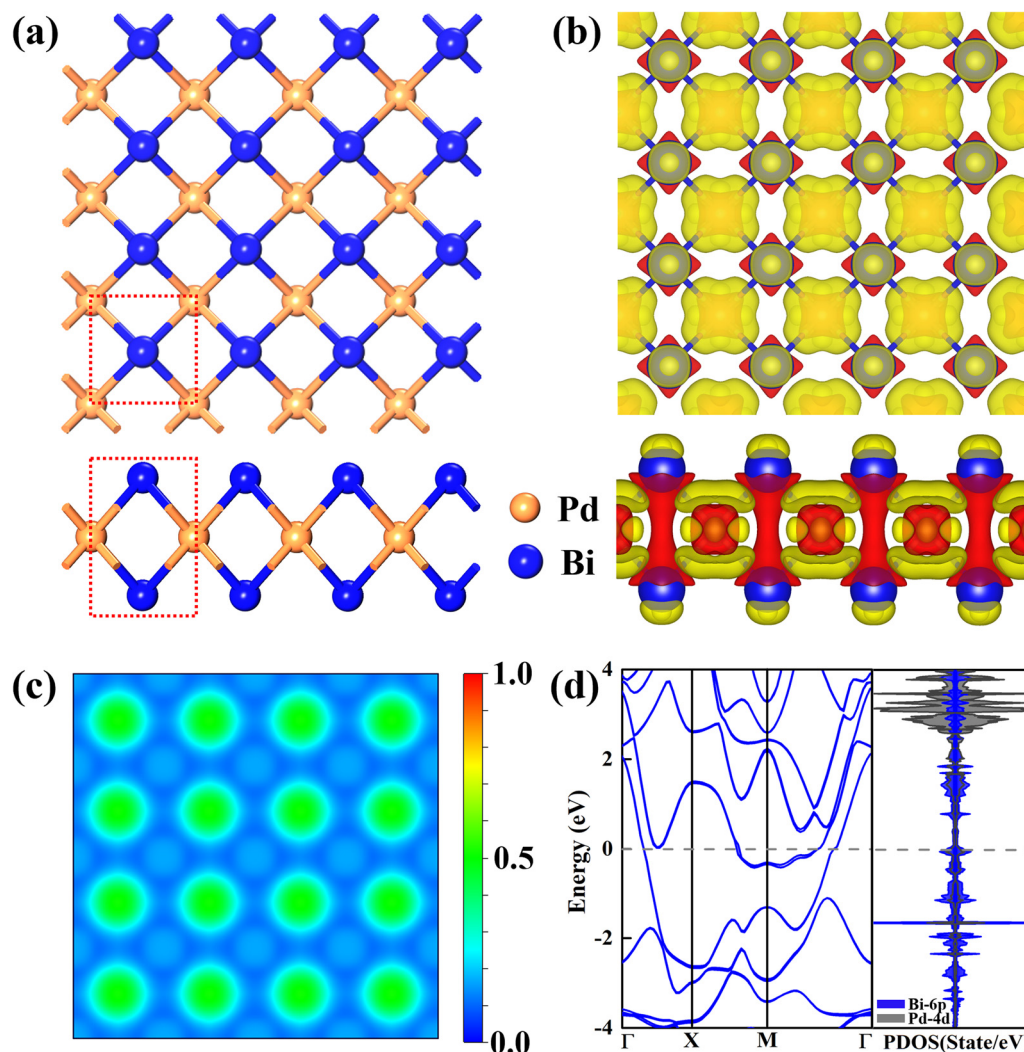 (a)
(b)
Pd
Bi
(c)
1.0
0.5
0.0
(d)
4
2
0
-2
-4
Energy (eV)
Γ X M Γ
Bi-6p
Pd-4d
PDOS(State/eV